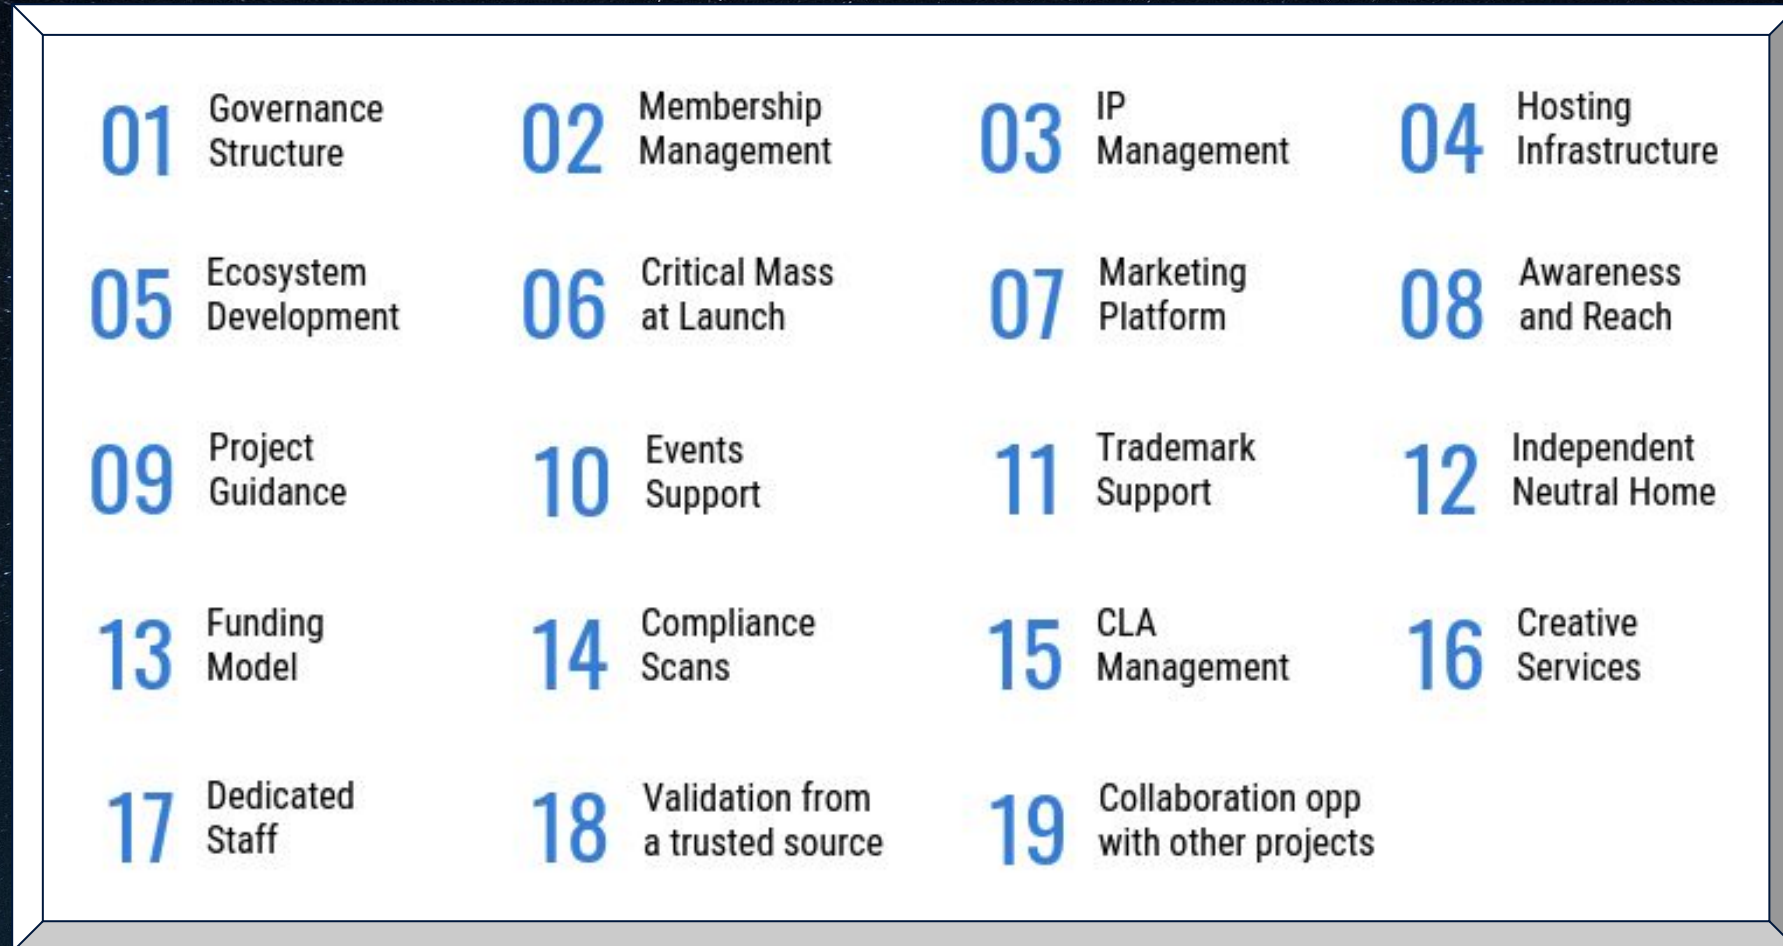 01 Governance
Structure
02 Membership
Management
03 IP
Management
04 Hosting
Infrastructure
05 Ecosystem
Development
06 Critical Mass
at Launch
07 Marketing
Platform
08 Awareness
and Reach
09 Project
Guidance
10 Events
Support
11 Trademark
Support
12 Independent
Neutral Home
13 Funding
Model
14 Compliance
Scans
15 CLA
Management
16 Creative
Services
17 Dedicated
Staff
18 Validation from
a trusted source
19 Collaboration opp
with other projects